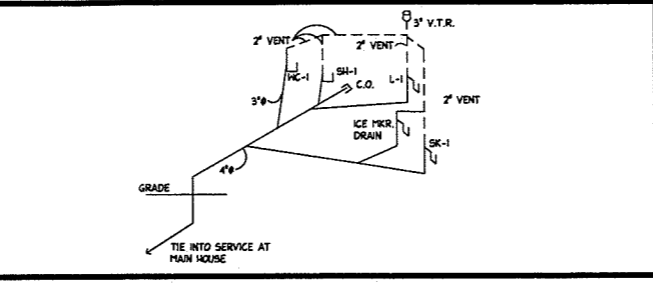 3" V.T.R.
2" VENT
2" VENT
WC-1
SH-1
C.O.
L-1
3"φ
2" VENT
ICE MKR.
DRAIN
SK-1
4"φ
GRADE
TIE INTO SERVICE AT
MAIN HOUSE